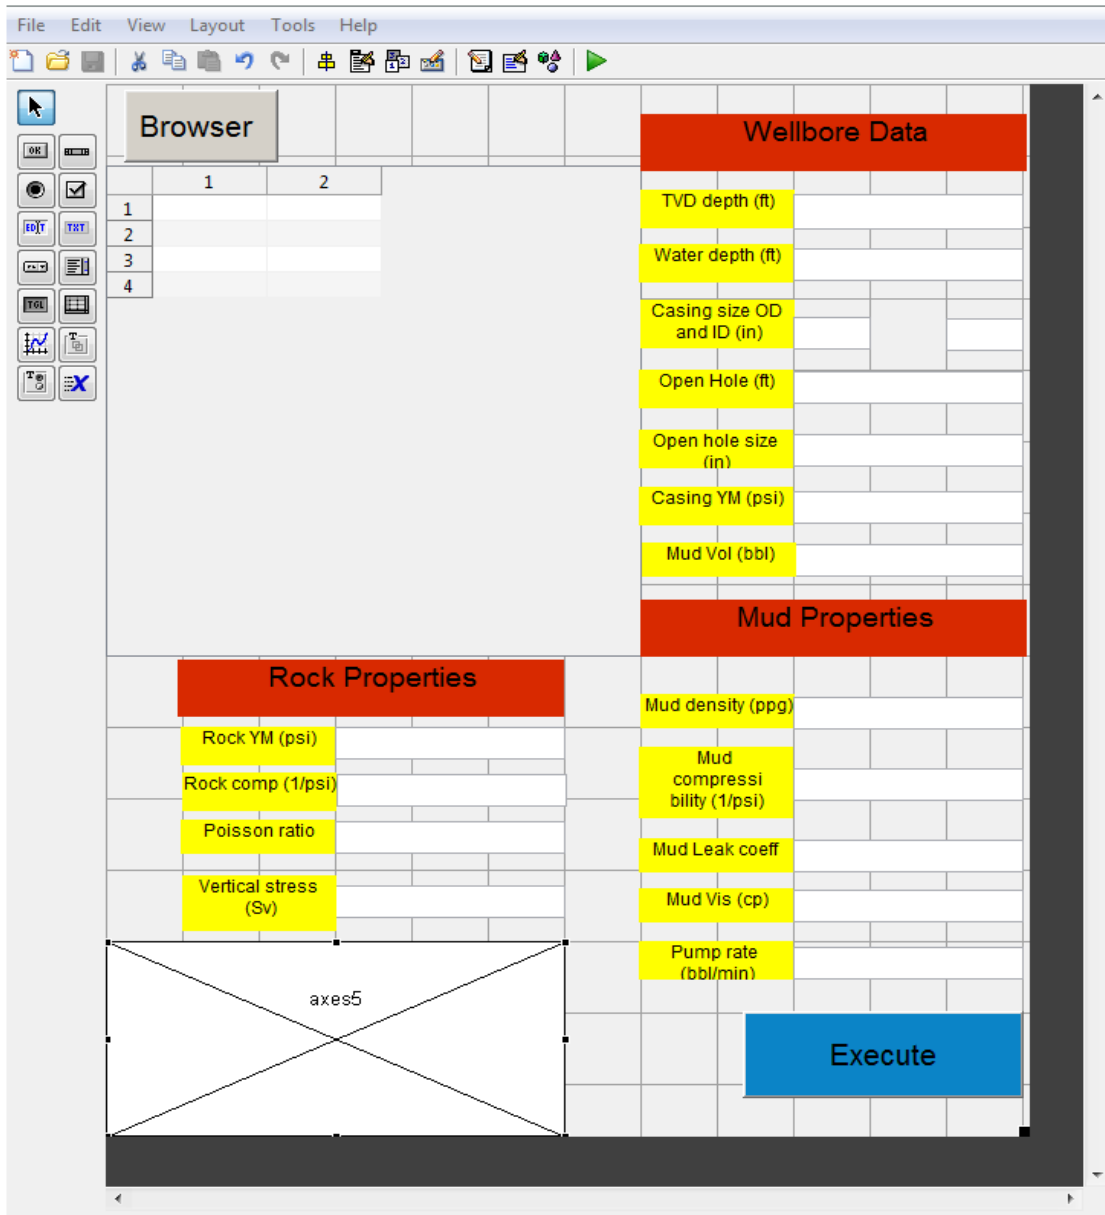 File Edit View Layout Tools Help
Browser
1 2
1
2
3
4
Wellbore Data
TVD depth (ft)
Water depth (ft)
Casing size OD
and ID (in)
Open Hole (ft)
Open hole size
(in)
Casing YM (psi)
Mud Vol (bbl)
Mud Properties
Mud density (ppg)
Mud
compressi
bility (1/psi)
Mud Leak coeff
Mud Vis (cp)
Pump rate
(bbl/min)
Execute
Rock Properties
Rock YM (psi)
Rock comp (1/psi)
Poisson ratio
Vertical stress
(Sv)
axes5
OK
EDIT TXT
TGL